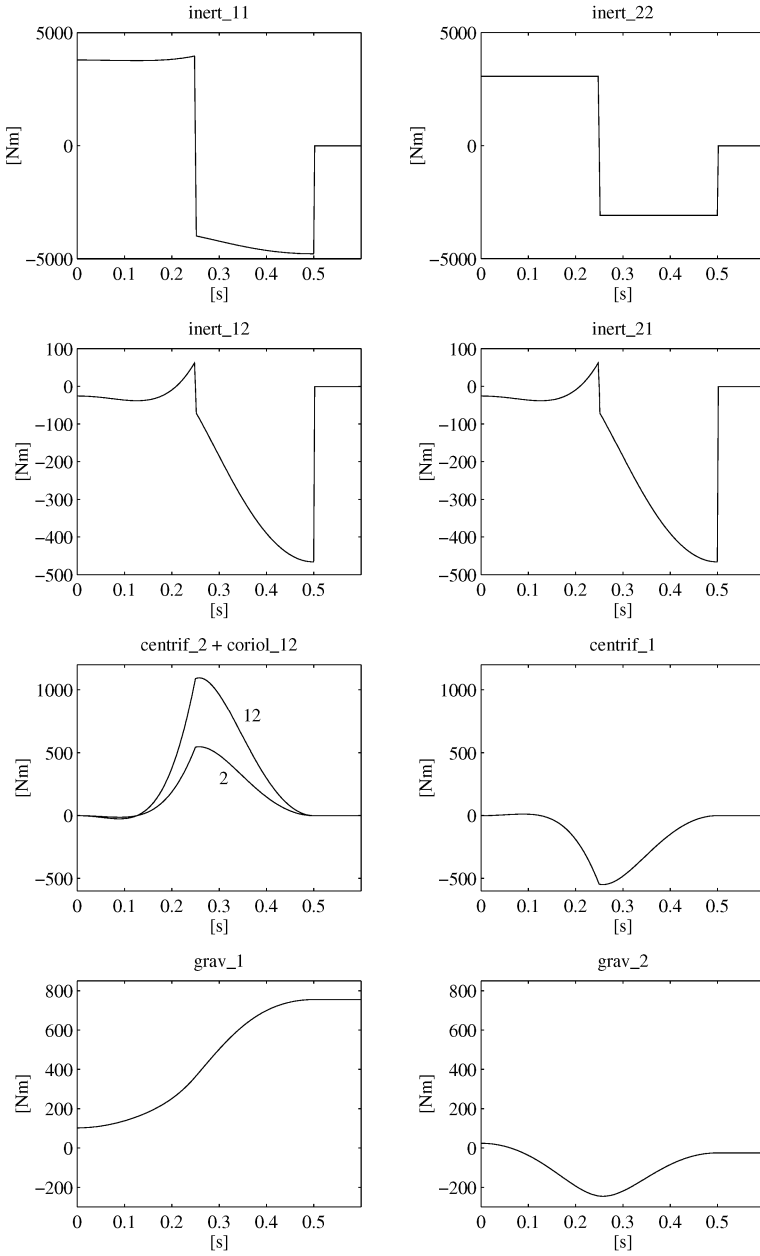 inert_11
5000
0
−5000
[Nm]
0 0.1 0.2 0.3 0.4 0.5
[s]
inert_22
5000
0
−5000
[Nm]
0 0.1 0.2 0.3 0.4 0.5
[s]
inert_12
100
0
−100
−200
−300
−400
−500
[Nm]
0 0.1 0.2 0.3 0.4 0.5
[s]
inert_21
100
0
−100
−200
−300
−400
−500
[Nm]
0 0.1 0.2 0.3 0.4 0.5
[s]
centrif_2 + coriol_12
1000
500
0
−500
[Nm]
12
2
0 0.1 0.2 0.3 0.4 0.5
[s]
centrif_1
1000
500
0
−500
[Nm]
0 0.1 0.2 0.3 0.4 0.5
[s]
grav_1
800
600
400
200
0
−200
[Nm]
0 0.1 0.2 0.3 0.4 0.5
[s]
grav_2
800
600
400
200
0
−200
[Nm]
0 0.1 0.2 0.3 0.4 0.5
[s]